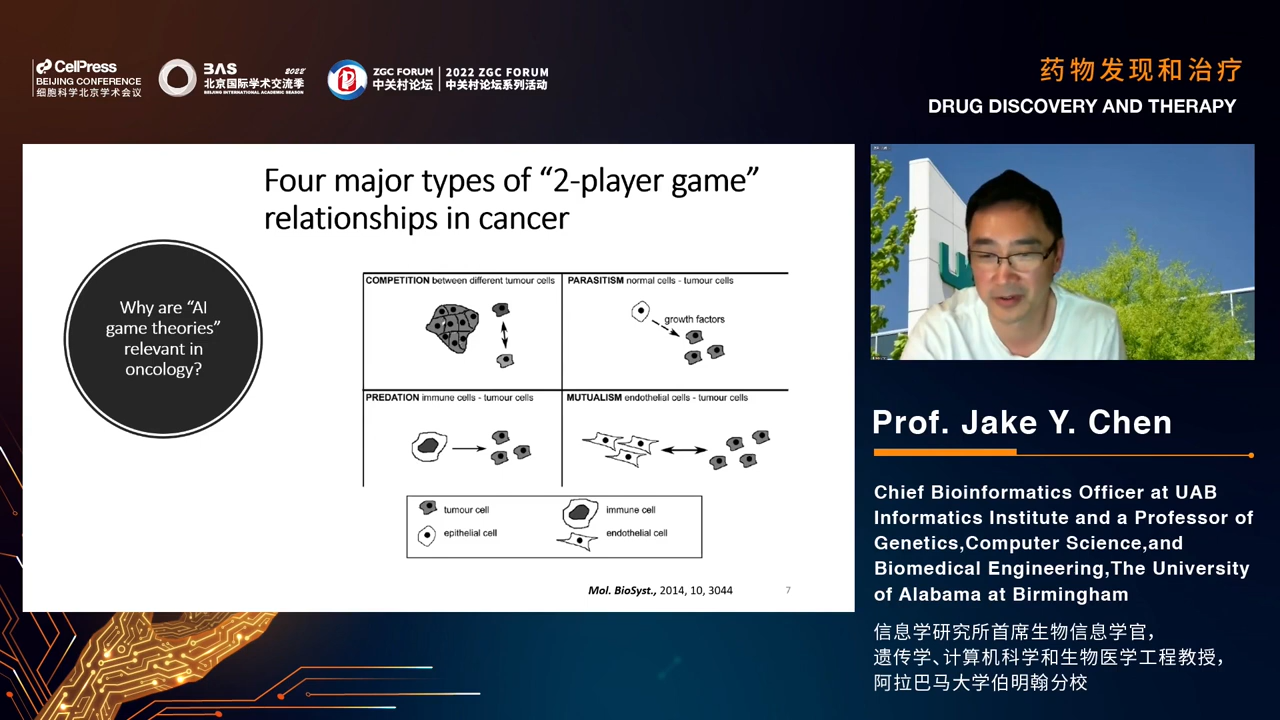 CelPress
BEIJING CONFERENCE
细胞科学北京学术会议
BAS 2022
北京国际学术交流季
BEIJING INTERNATIONAL ACADEMIC SEASON
ZGC FORUM
中关村论坛
2022 ZGC FORUM
中关村论坛系列活动
药物发现和治疗
DRUG DISCOVERY AND THERAPY
Four major types of “2-player game”
relationships in cancer
Why are “AI
game theories”
relevant in
oncology?
COMPETITION between different tumour cells
PARASITISM normal cells - tumour cells
growth factors
PREDATION immune cells - tumour cells
MUTUALISM endothelial cells - tumour cells
tumour cell
immune cell
epithelial cell
endothelial cell
Mol. BioSyst., 2014, 10, 3044
7
Prof. Jake Y. Chen
Chief Bioinformatics Officer at UAB
Informatics Institute and a Professor of
Genetics,Computer Science,and
Biomedical Engineering,The University
of Alabama at Birmingham
信息学研究所首席生物信息学官，
遗传学、计算机科学和生物医学工程教授，
阿拉巴马大学伯明翰分校